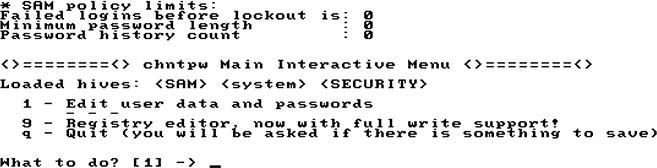 * SAM policy limits:
Failed logins before lockout is: 0
Minimum password length        : 0
Password history count         : 0
<>========<> chntpw Main Interactive Menu <>========<>
Loaded hives: <SAM> <system> <SECURITY>
1 - Edit user data and passwords
- - -
9 - Registry editor, now with full write support!
q - Quit (you will be asked if there is something to save)
What to do? [1] -> _